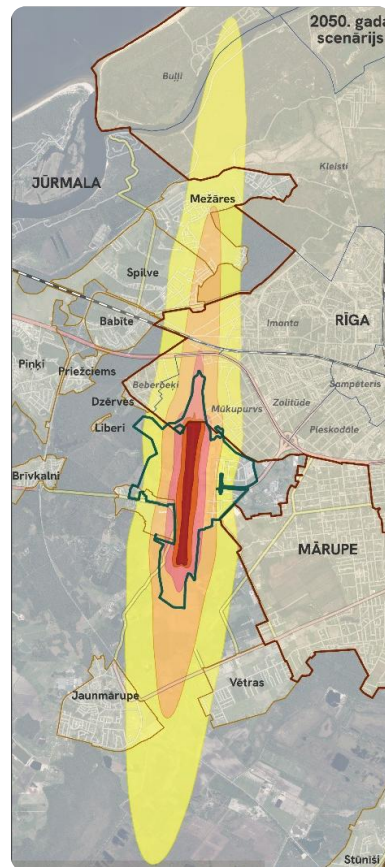 2050. gada
scenārijs
Buļļi
Kleisti
JŪRMALA
Mežāres
Spilve
RĪGA
Babīte
Imanta
Piņķi
Priežciems
Beberbeķi
Šampēteris
Dzērves
Zolitūde
Mūkupurvs
Liberi
Pleskodāle
Brīvkalni
MĀRUPE
Vētras
Jaunmārupe
Stūnīši